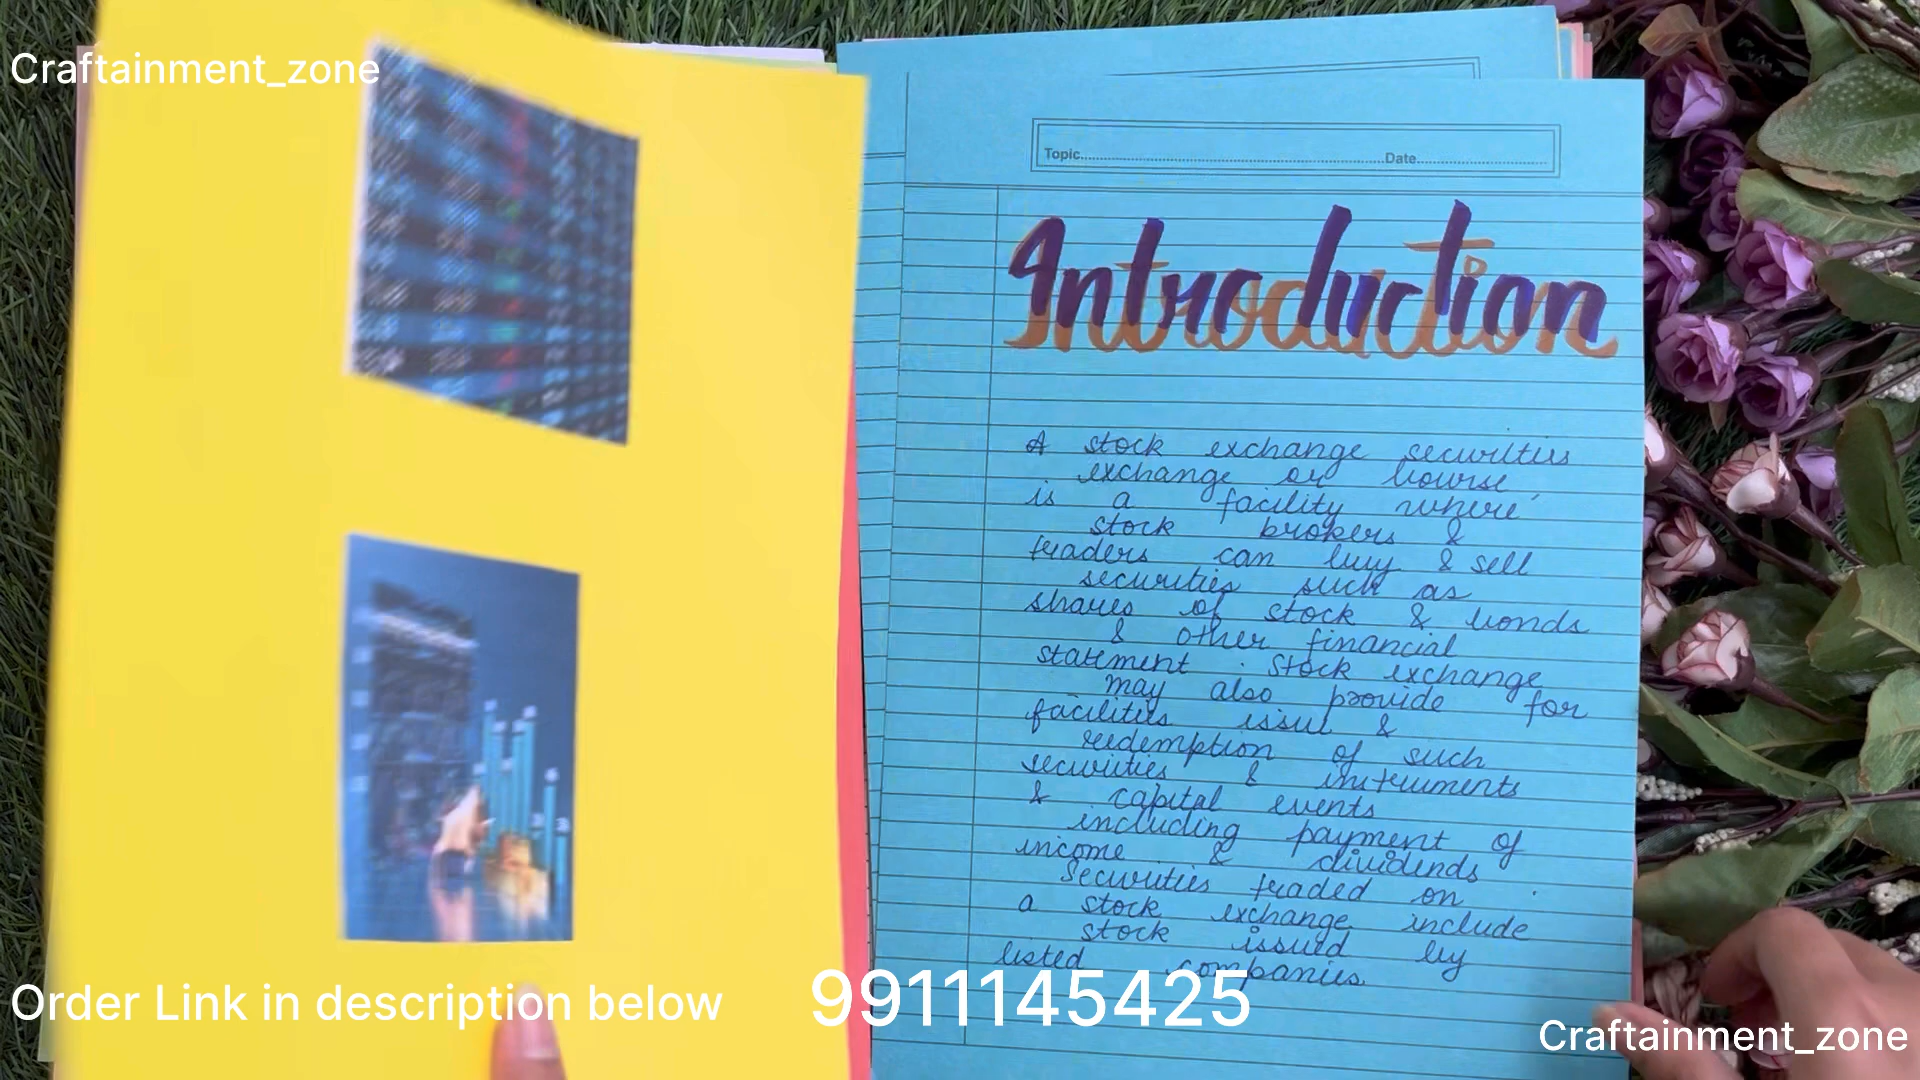 Craftainment_zone
Topic Date
Introduction
A stock exchange securities
exchange or bourse,
is a facility where
stock brokers &
traders can buy & sell
securities such as
shares of stock & bonds
& other financial
statement . Stock exchange
may also provide for
facilities issue &
redemption of such
securities & instruments
& capital events
including payment of
income & dividends .
Securities traded on
a stock exchange include
stock issued by
listed companies.
Order Link in description below 9911145425
Craftainment_zone